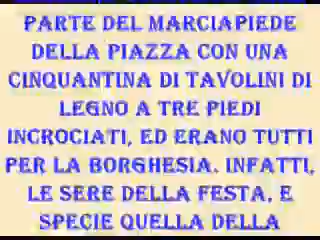 PARTE DEL MARCIAPIEDE
DELLA PIAZZA CON UNA
CINQUANTINA DI TAVOLINI DI
LEGNO A TRE PIEDI
INCROCIATI, ED ERANO TUTTI
PER LA BORGHESIA. INFATTI,
LE SERE DELLA FESTA, E
SPECIE QUELLA DELLA